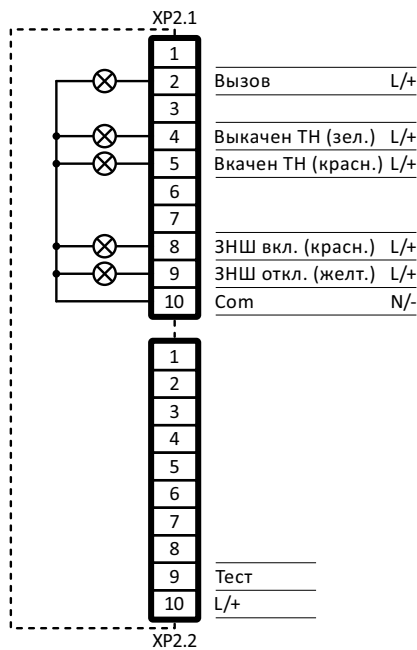 XP2.1
1
2 Вызов L/+
3
4 Выкачен ТН (зел.) L/+
5 Вкачен ТН (красн.) L/+
6
7
8 ЗНШ вкл. (красн.) L/+
9 ЗНШ откл. (желт.) L/+
10 Com N/-
1
2
3
4
5
6
7
8
9 Тест
10 L/+
XP2.2